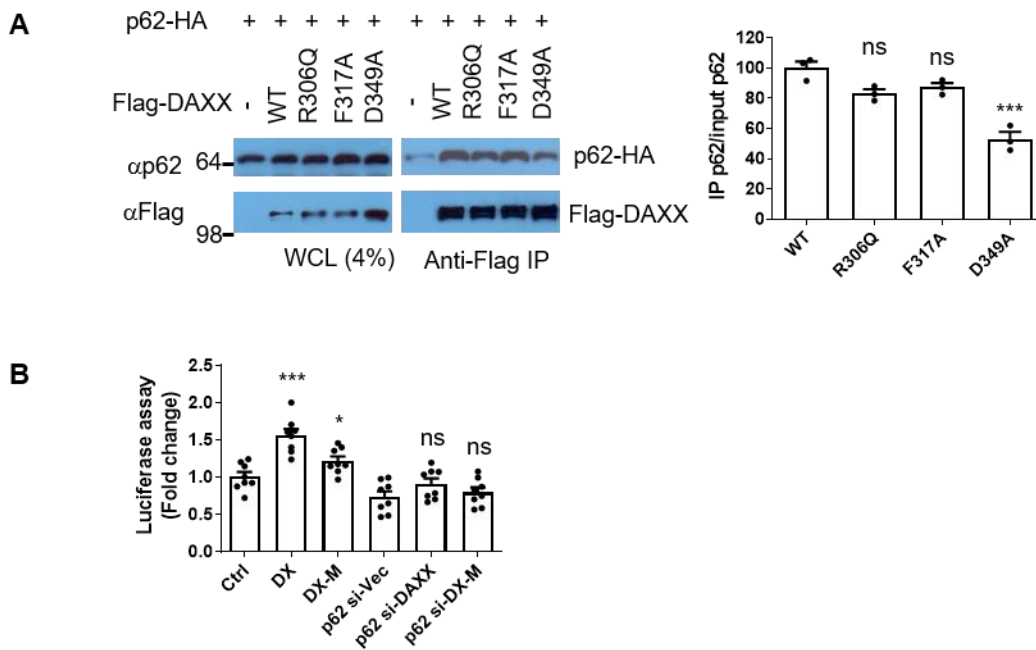 A
p62-HA + + + + + + + + + +
Flag-DAXX - WT R306Q F317A D349A - WT R306Q F317A D349A
αp62 64 p62-HA
αFlag Flag-DAXX
98
WCL (4%) Anti-Flag IP
IP p62/input p62
120
100
80
60
40
20
0
ns ns ***
WT R306Q F317A D349A
B
Luciferase assay
(Fold change)
2.5
2.0
1.5
1.0
0.5
0.0
*** * ns ns
Ctrl DX DX-M p62 si-Vec p62 si-DAXX p62 si-DX-M